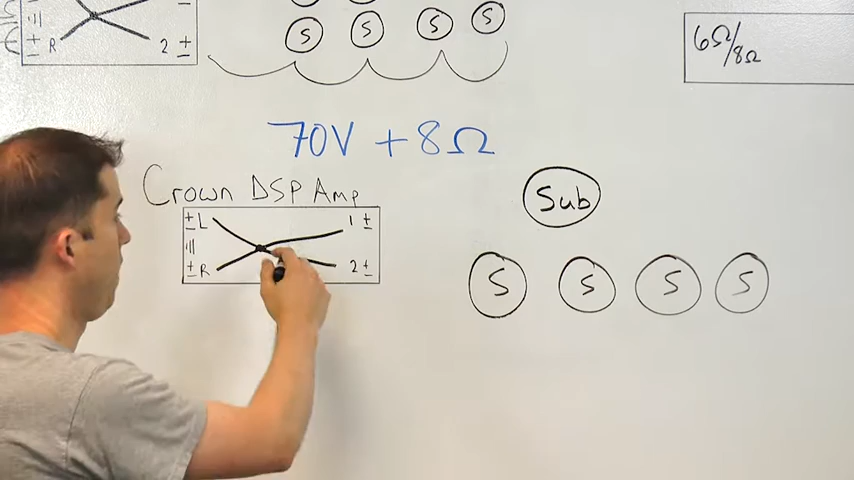 R 2 ±
S S S S
6Ω/8Ω
70V + 8Ω
Crown DSP Amp
± L 1 ±
± R 2 ±
Sub
S S S S